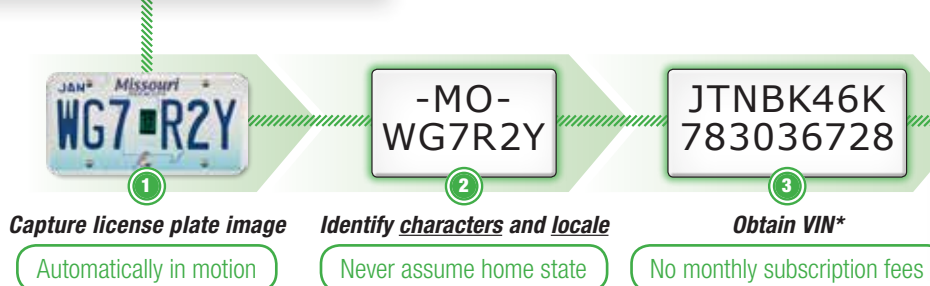 JAN Missouri
WG7 R2Y
-MO-
WG7R2Y
JTNBK46K
783036728
1
2
3
Capture license plate image
Identify characters and locale
Obtain VIN*
Automatically in motion
Never assume home state
No monthly subscription fees